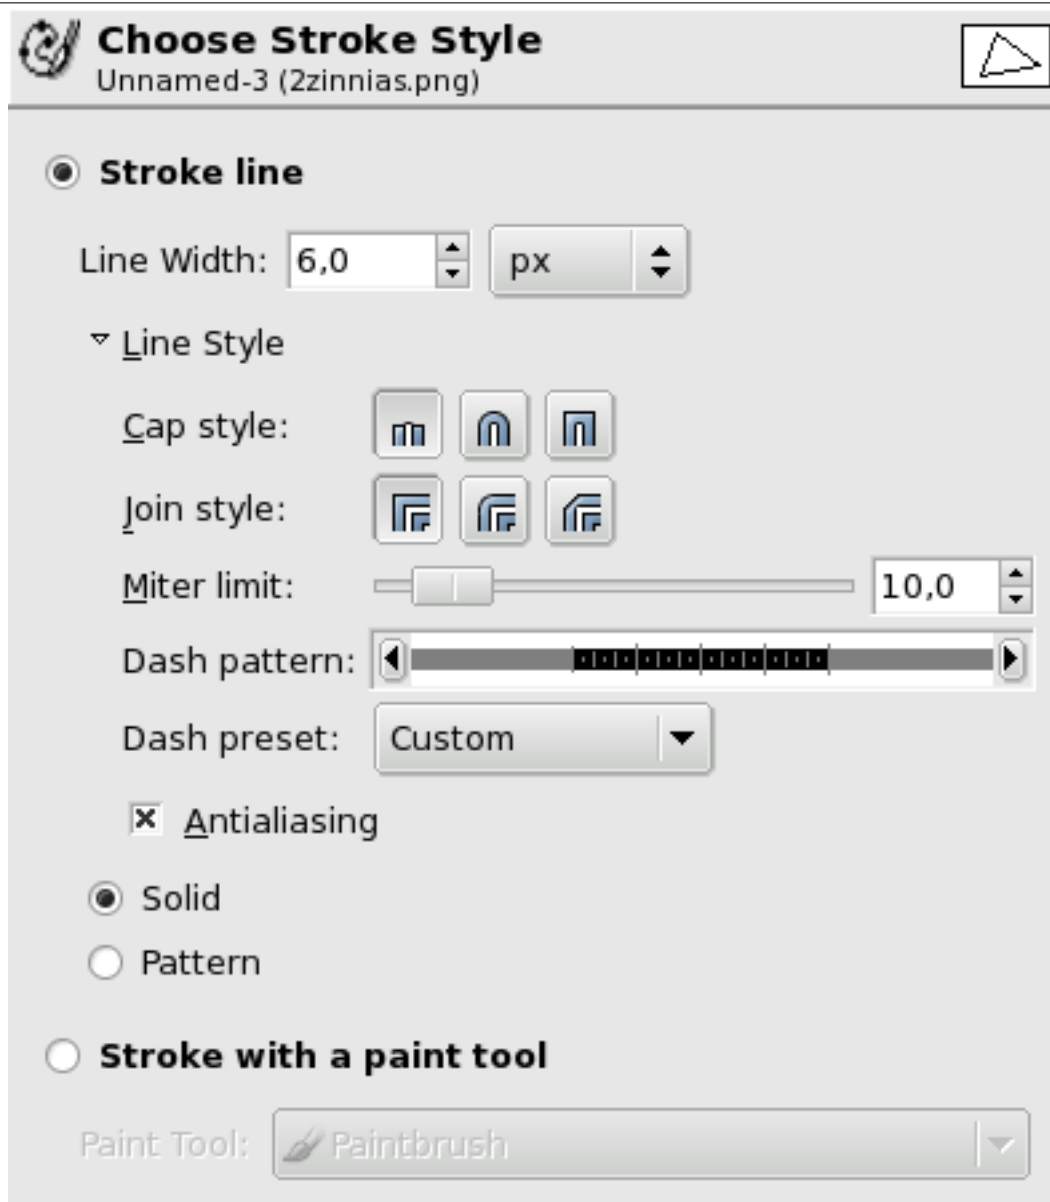 Choose Stroke Style
Unnamed-3 (2zinnias.png)
Stroke line
Line Width: 6,0 px
Line Style
Cap style:
Join style:
Miter limit: 10,0
Dash pattern:
Dash preset: Custom
Antialiasing
Solid
Pattern
Stroke with a paint tool
Paint Tool: Paintbrush